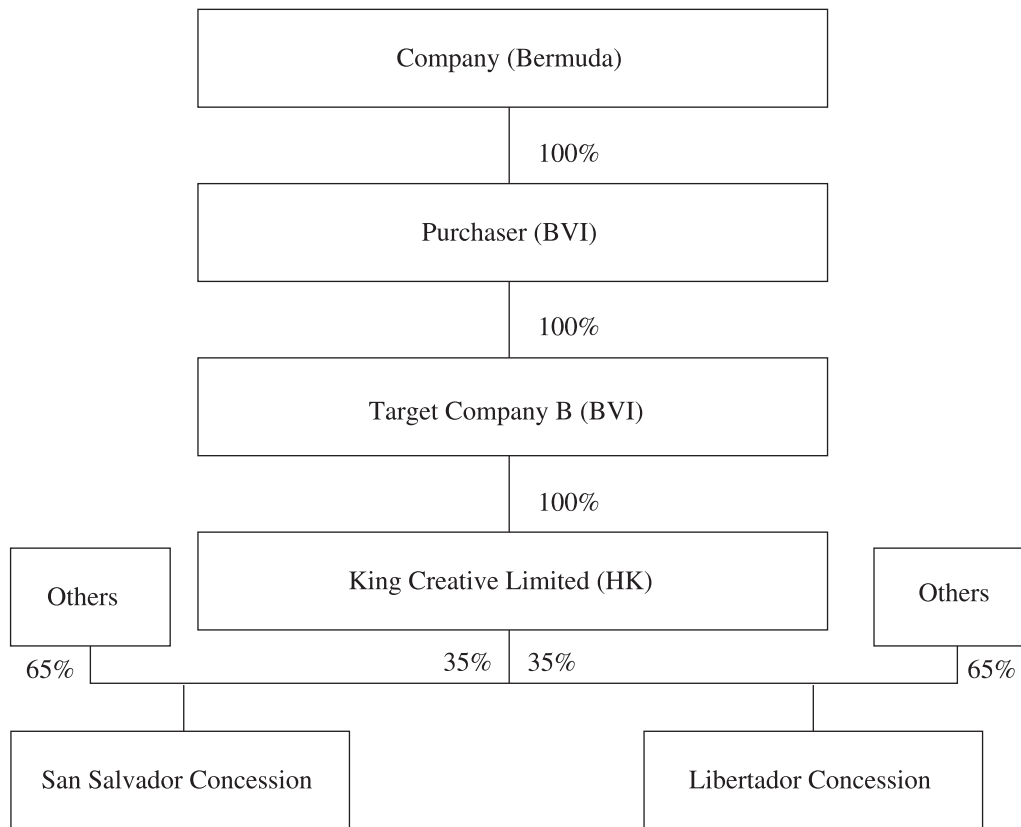 Company (Bermuda)
100%
Purchaser (BVI)
100%
Target Company B (BVI)
100%
King Creative Limited (HK)
Others
Others
65%
35%
35%
65%
San Salvador Concession
Libertador Concession